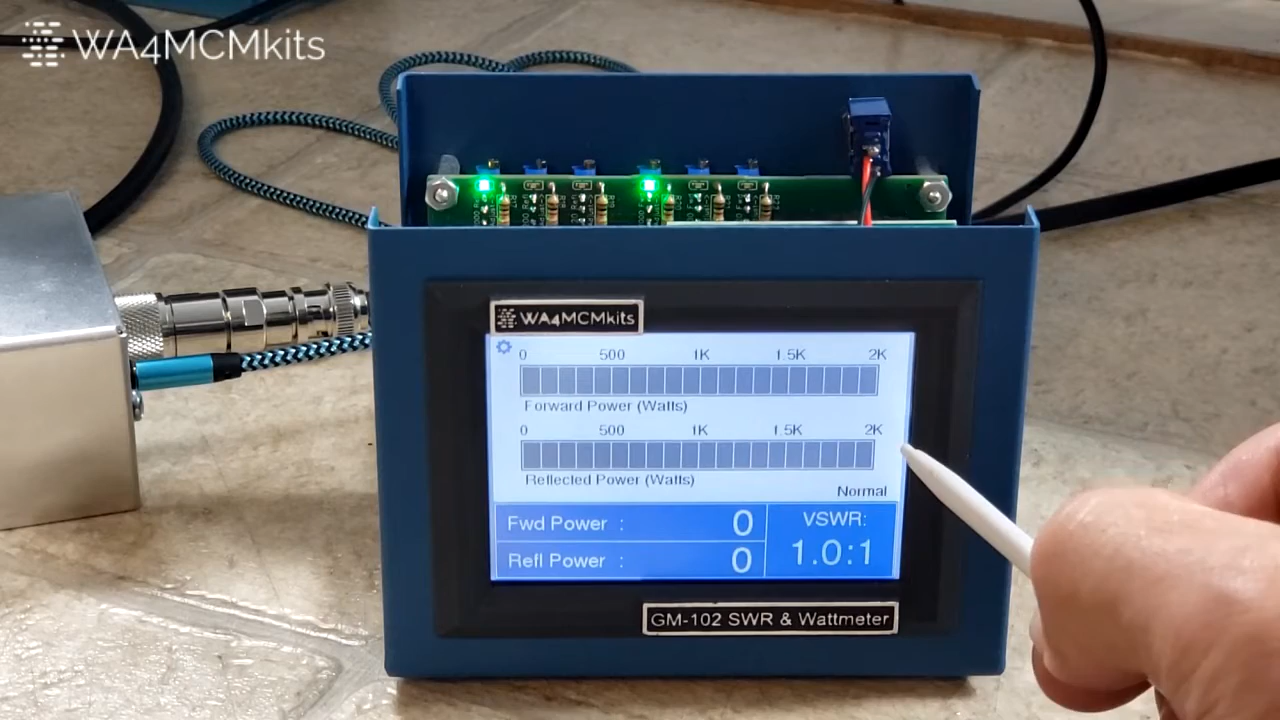 WA4MCMkits
WA4MCMkits
0 500 1K 1.5K 2K
Forward Power (Watts)
0 500 1K 1.5K 2K
Reflected Power (Watts)
Normal
Fwd Power : 0
VSWR:
Refl Power : 0
1.0:1
GM-102 SWR & Wattmeter